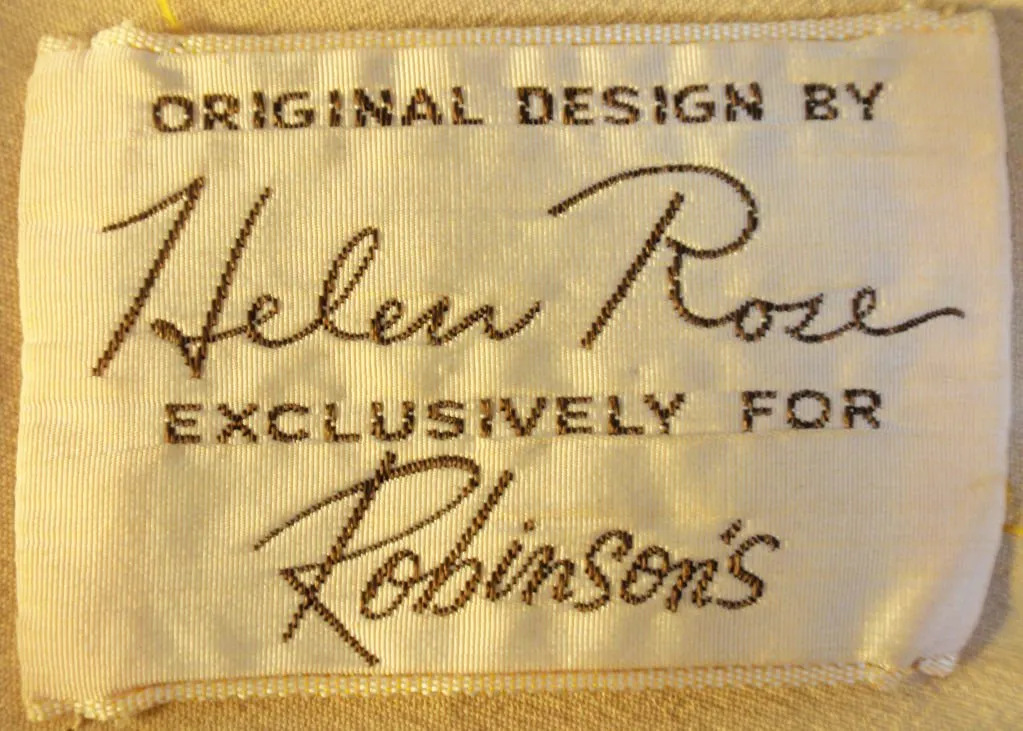 ORIGINAL DESIGN BY
Helen Rose
EXCLUSIVELY FOR
Robinson's